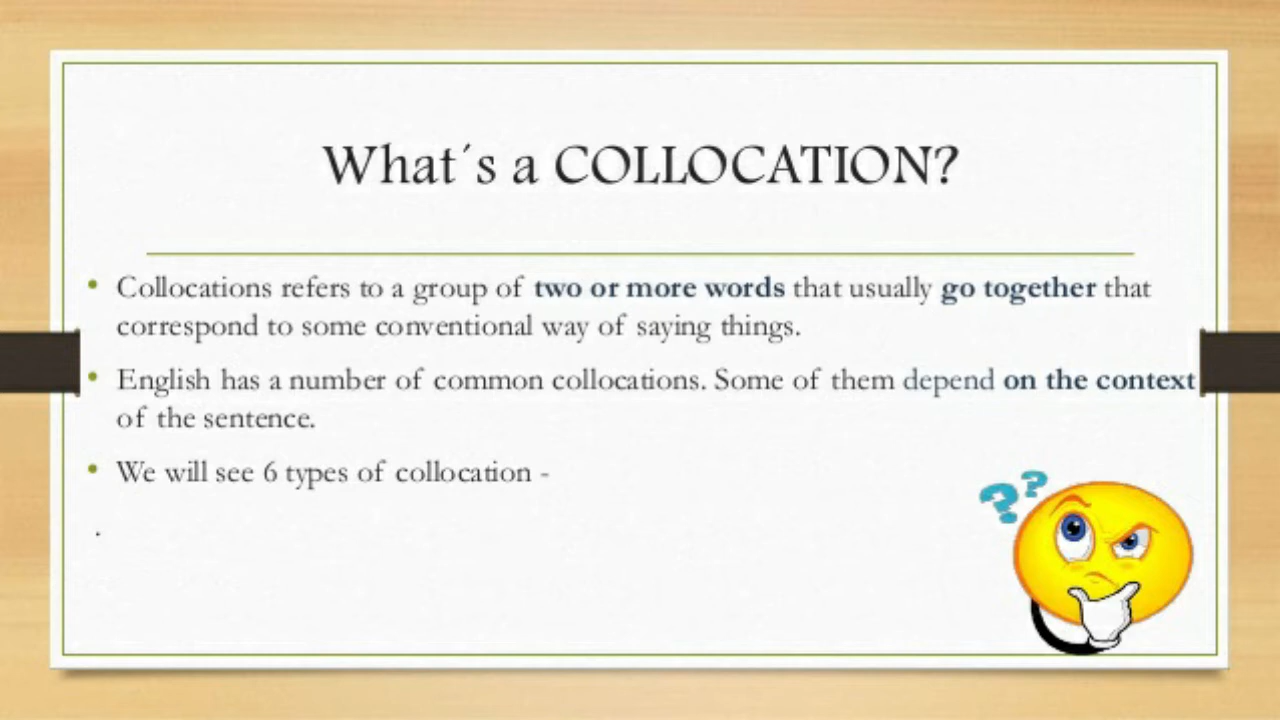 What´s a COLLOCATION?
• Collocations refers to a group of two or more words that usually go together that
correspond to some conventional way of saying things.
• English has a number of common collocations. Some of them depend on the context
of the sentence.
• We will see 6 types of collocation -
.
??